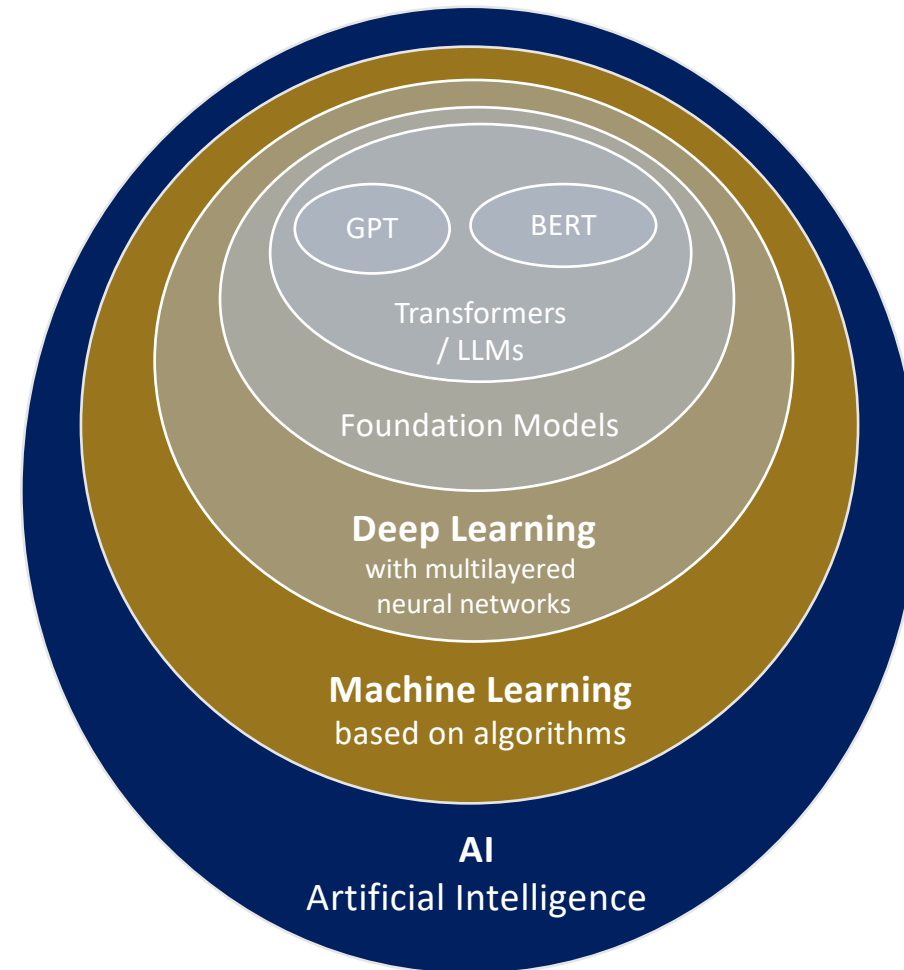 GPT
BERT
Transformers
/ LLMs
Foundation Models
Deep Learning
with multilayered
neural networks
Machine Learning
based on algorithms
AI
Artificial Intelligence